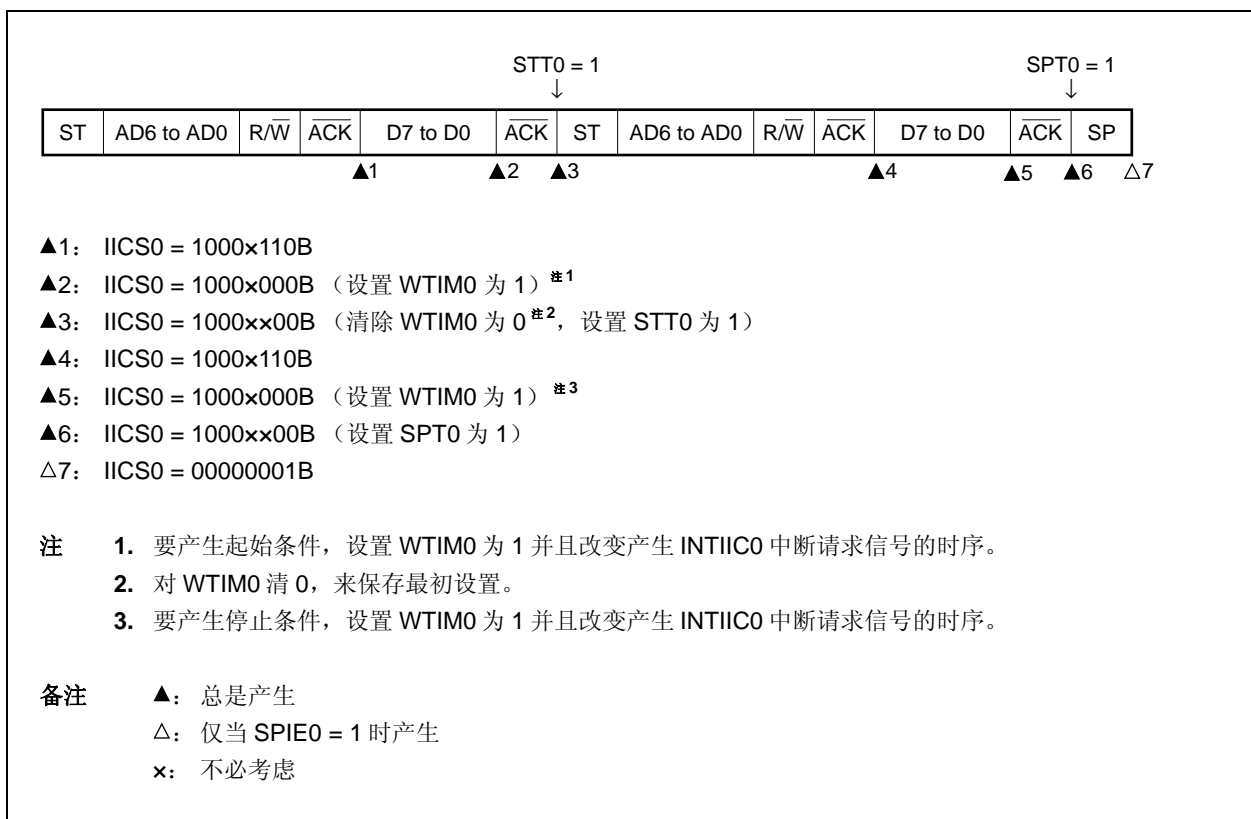 STT0 = 1 SPT0 = 1
↓ ↓
ST AD6 to AD0 R/W̅ A̅C̅K̅ D7 to D0 A̅C̅K̅ ST AD6 to AD0 R/W̅ A̅C̅K̅ D7 to D0 A̅C̅K̅ SP
▲1 ▲2 ▲3 ▲4 ▲5 ▲6 △7
▲1： IICS0 = 1000×110B
▲2： IICS0 = 1000×000B （设置 WTIM0 为 1）注1
▲3： IICS0 = 1000××00B （清除 WTIM0 为 0 注2，设置 STT0 为 1）
▲4： IICS0 = 1000×110B
▲5： IICS0 = 1000×000B （设置 WTIM0 为 1）注3
▲6： IICS0 = 1000××00B （设置 SPT0 为 1）
△7： IICS0 = 00000001B
注 1. 要产生起始条件，设置 WTIM0 为 1 并且改变产生 INTIIC0 中断请求信号的时序。
2. 对 WTIM0 清 0，来保存最初设置。
3. 要产生停止条件，设置 WTIM0 为 1 并且改变产生 INTIIC0 中断请求信号的时序。
备注 ▲： 总是产生
△： 仅当 SPIE0 = 1 时产生
×： 不必考虑